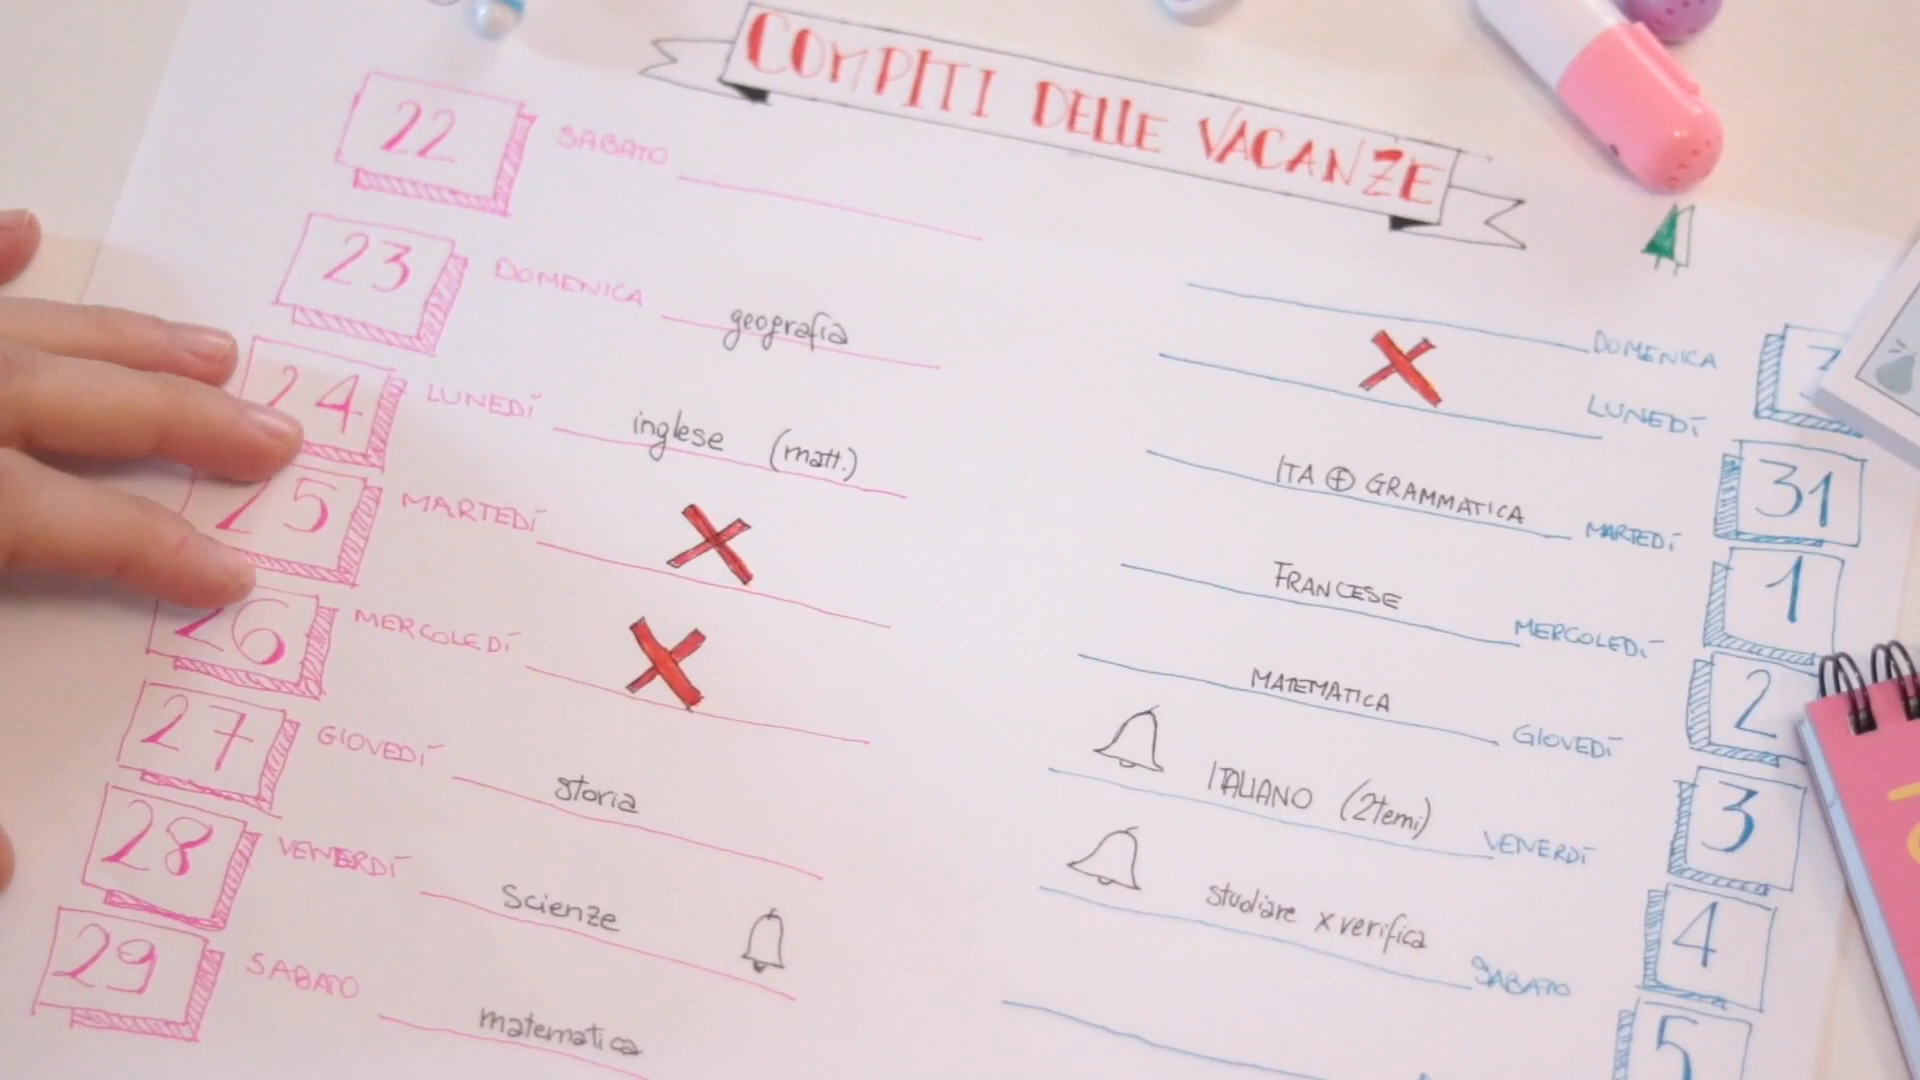 COMPITI DELLE VACANZE
22 SABATO
23 DOMENICA geografia
24 LUNEDÌ inglese (matt.)
25 MARTEDÌ
26 MERCOLEDÌ
27 GIOVEDÌ storia
28 VENERDÌ Scienze
29 SABATO matematica
DOMENICA
LUNEDÌ 31
ITA + GRAMMATICA MARTEDÌ 1
FRANCESE MERCOLEDÌ 2
MATEMATICA GIOVEDÌ 3
ITALIANO (2temi) VENERDÌ 4
studiare x verifica SABATO 5